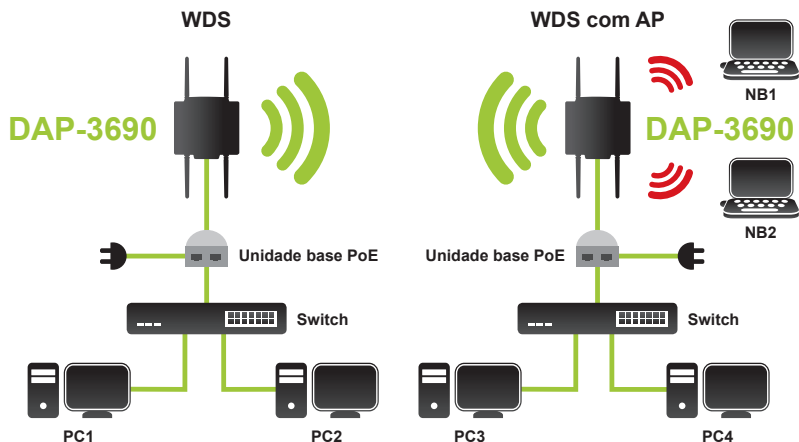 WDS
WDS com AP
NB1
DAP-3690
DAP-3690
NB2
Unidade base PoE
Unidade base PoE
Switch
Switch
PC1
PC2
PC3
PC4